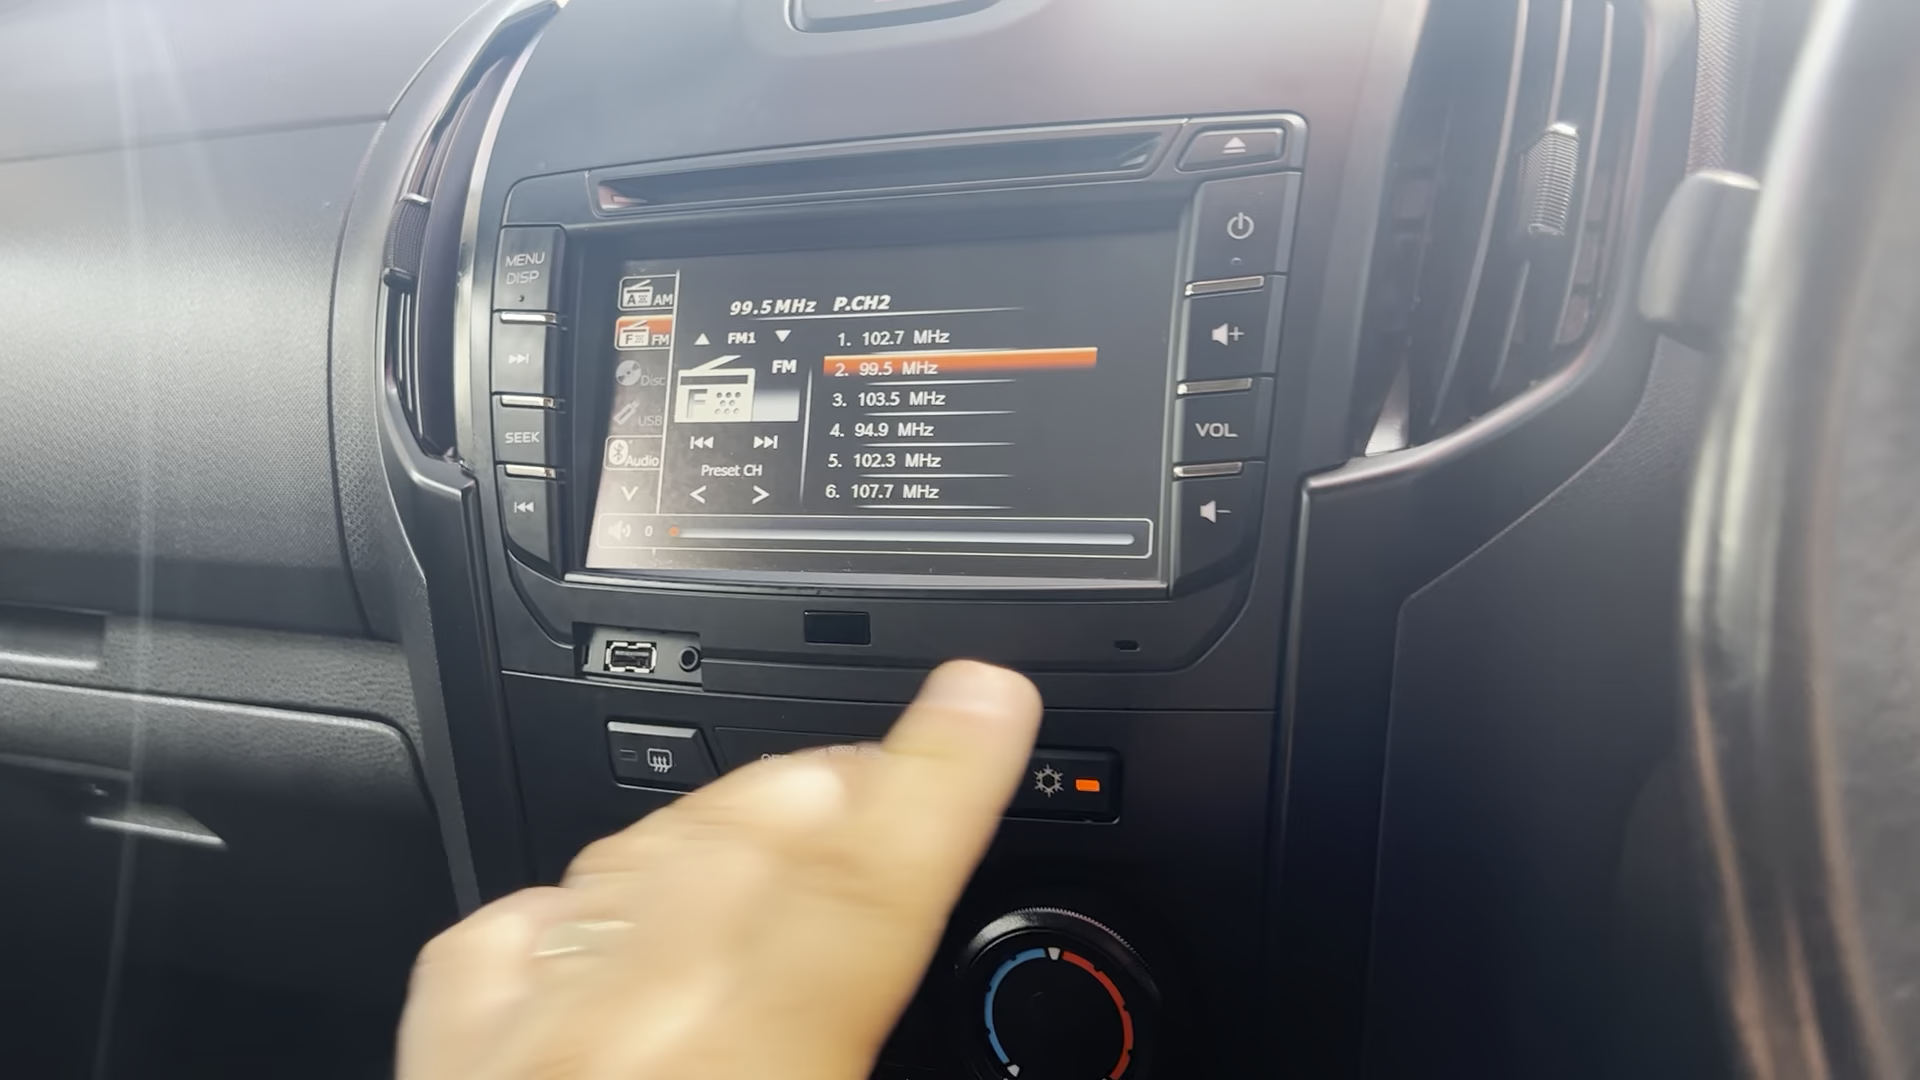 MENU
DISP
SEEK
VOL
A AM
F FM
Disc
USB
Audio
99.5MHz P.CH2
FM1
FM
F
Preset CH
1. 102.7 MHz
2. 99.5 MHz
3. 103.5 MHz
4. 94.9 MHz
5. 102.3 MHz
6. 107.7 MHz
0